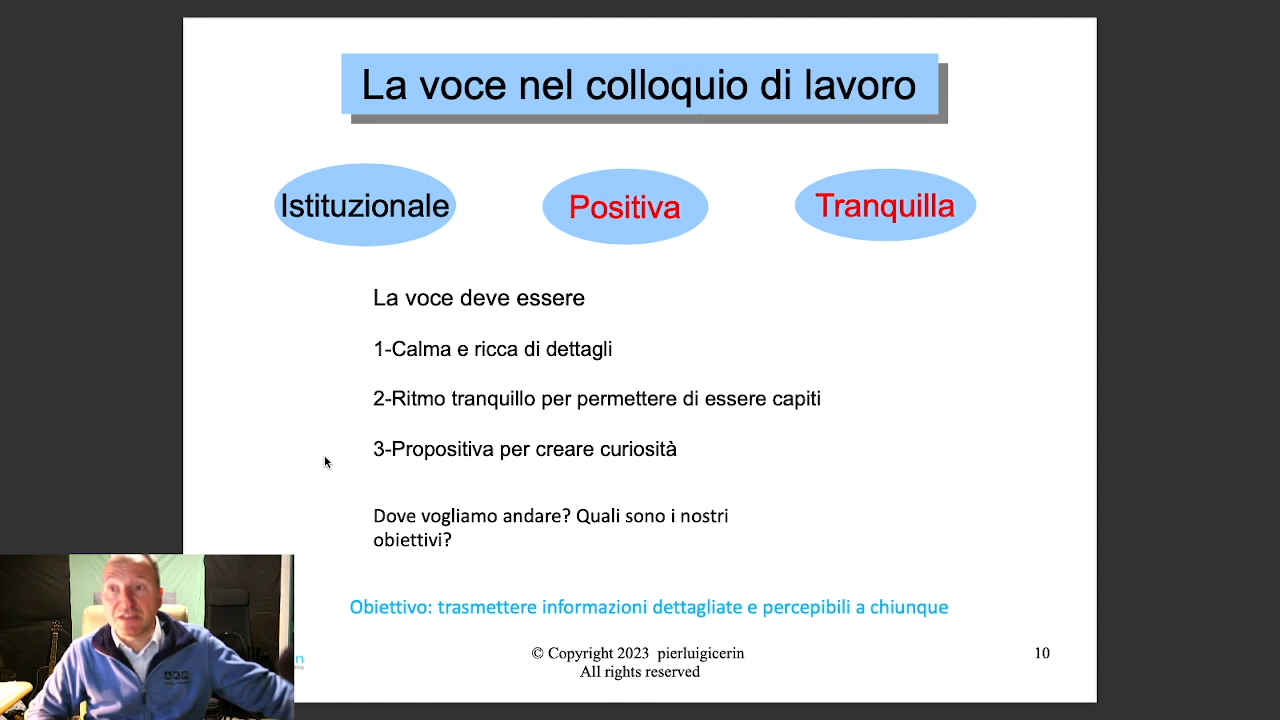 La voce nel colloquio di lavoro
Istituzionale
Positiva
Tranquilla
La voce deve essere
1-Calma e ricca di dettagli
2-Ritmo tranquillo per permettere di essere capiti
3-Propositiva per creare curiosità
Dove vogliamo andare? Quali sono i nostri
obiettivi?
Obiettivo: trasmettere informazioni dettagliate e percepibili a chiunque
© Copyright 2023 pierluigicerin
All rights reserved
10